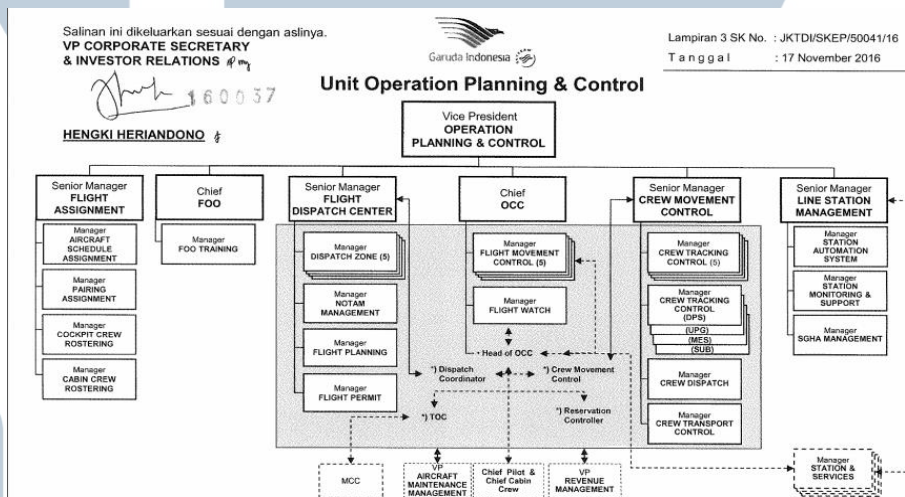 Salinan ini dikeluarkan sesuai dengan aslinya.
VP CORPORATE SECRETARY
& INVESTOR RELATIONS
160037
HENGKI HERIANDONO
Garuda Indonesia
Lampiran 3 SK No. : JKTDI/SKEP/50041/16
Tanggal : 17 November 2016
Unit Operation Planning & Control
Vice President
OPERATION
PLANNING & CONTROL
Senior Manager
FLIGHT
ASSIGNMENT
Manager
AIRCRAFT
SCHEDULE
ASSIGNMENT
Manager
PAIRING
ASSIGNMENT
Manager
COCKPIT CREW
ROSTERING
Manager
CABIN CREW
ROSTERING
Chief
FOO
Manager
FOO TRAINING
Senior Manager
FLIGHT
DISPATCH CENTER
Manager
DISPATCH ZONE (5)
Manager
NOTAM
MANAGEMENT
Manager
FLIGHT PLANNING
Manager
FLIGHT PERMIT
Chief
OCC
Manager
FLIGHT MOVEMENT
CONTROL (5)
Manager
FLIGHT WATCH
Head of OCC
*) Dispatch
Coordinator
*) Crew Movement
Control
*) TOC
*) Reservation
Controller
Senior Manager
CREW MOVEMENT
CONTROL
Manager
CREW TRACKING
CONTROL (5)
Manager
CREW TRACKING
CONTROL
(DPS)
(UPG)
(MES)
(SUB)
Manager
CREW DISPATCH
Manager
CREW TRANSPORT
CONTROL
Senior Manager
LINE STATION
MANAGEMENT
Manager
STATION
AUTOMATION
SYSTEM
Manager
STATION
MONITORING &
SUPPORT
Manager
SGHA MANAGEMENT
MCC
VP
AIRCRAFT
MAINTENANCE
MANAGEMENT
Chief Pilot &
Chief Cabin
Crew
VP
REVENUE
MANAGEMENT
Manager
STATION &
SERVICES